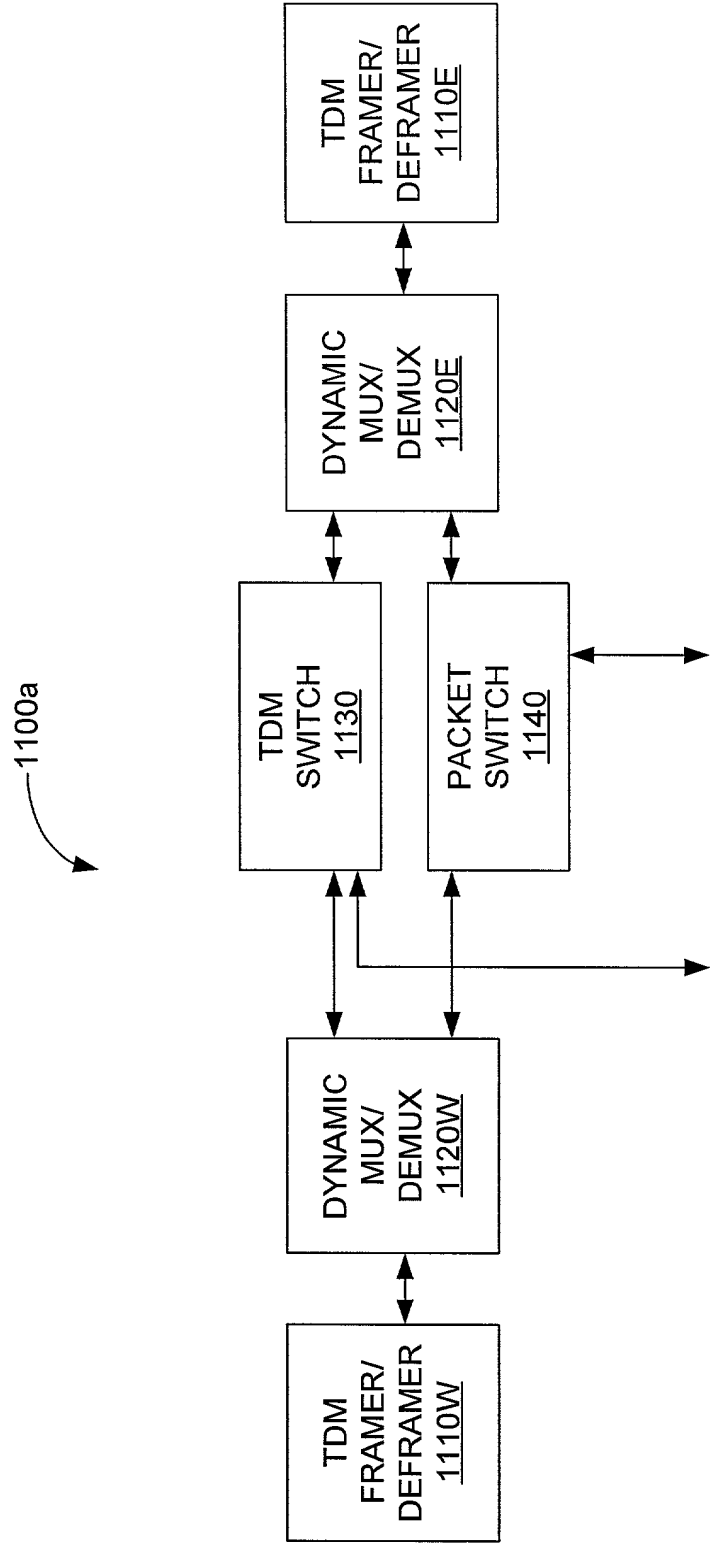 1100a
TDM
FRAMER/
DEFRAMER
1110W
DYNAMIC
MUX/
DEMUX
1120W
TDM
SWITCH
1130
PACKET
SWITCH
1140
DYNAMIC
MUX/
DEMUX
1120E
TDM
FRAMER/
DEFRAMER
1110E